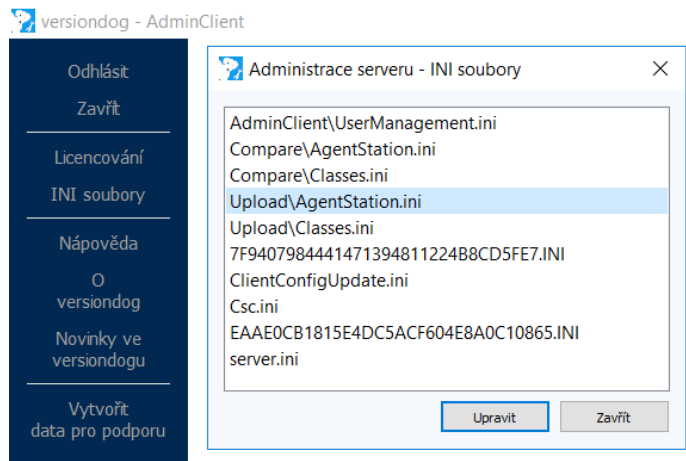 versiondog - AdminClient
Odhlásit
Zavřít
Licencování
INI soubory
Nápověda
O
versiondog
Novinky ve
versiondogu
Vytvořit
data pro podporu
Administrace serveru - INI soubory
AdminClient\UserManagement.ini
Compare\AgentStation.ini
Compare\Classes.ini
Upload\AgentStation.ini
Upload\Classes.ini
7F9407984441471394811224B8CD5FE7.INI
ClientConfigUpdate.ini
Csc.ini
EAAE0CB1815E4DC5ACF604E8A0C10865.INI
server.ini
Upravit
Zavřít